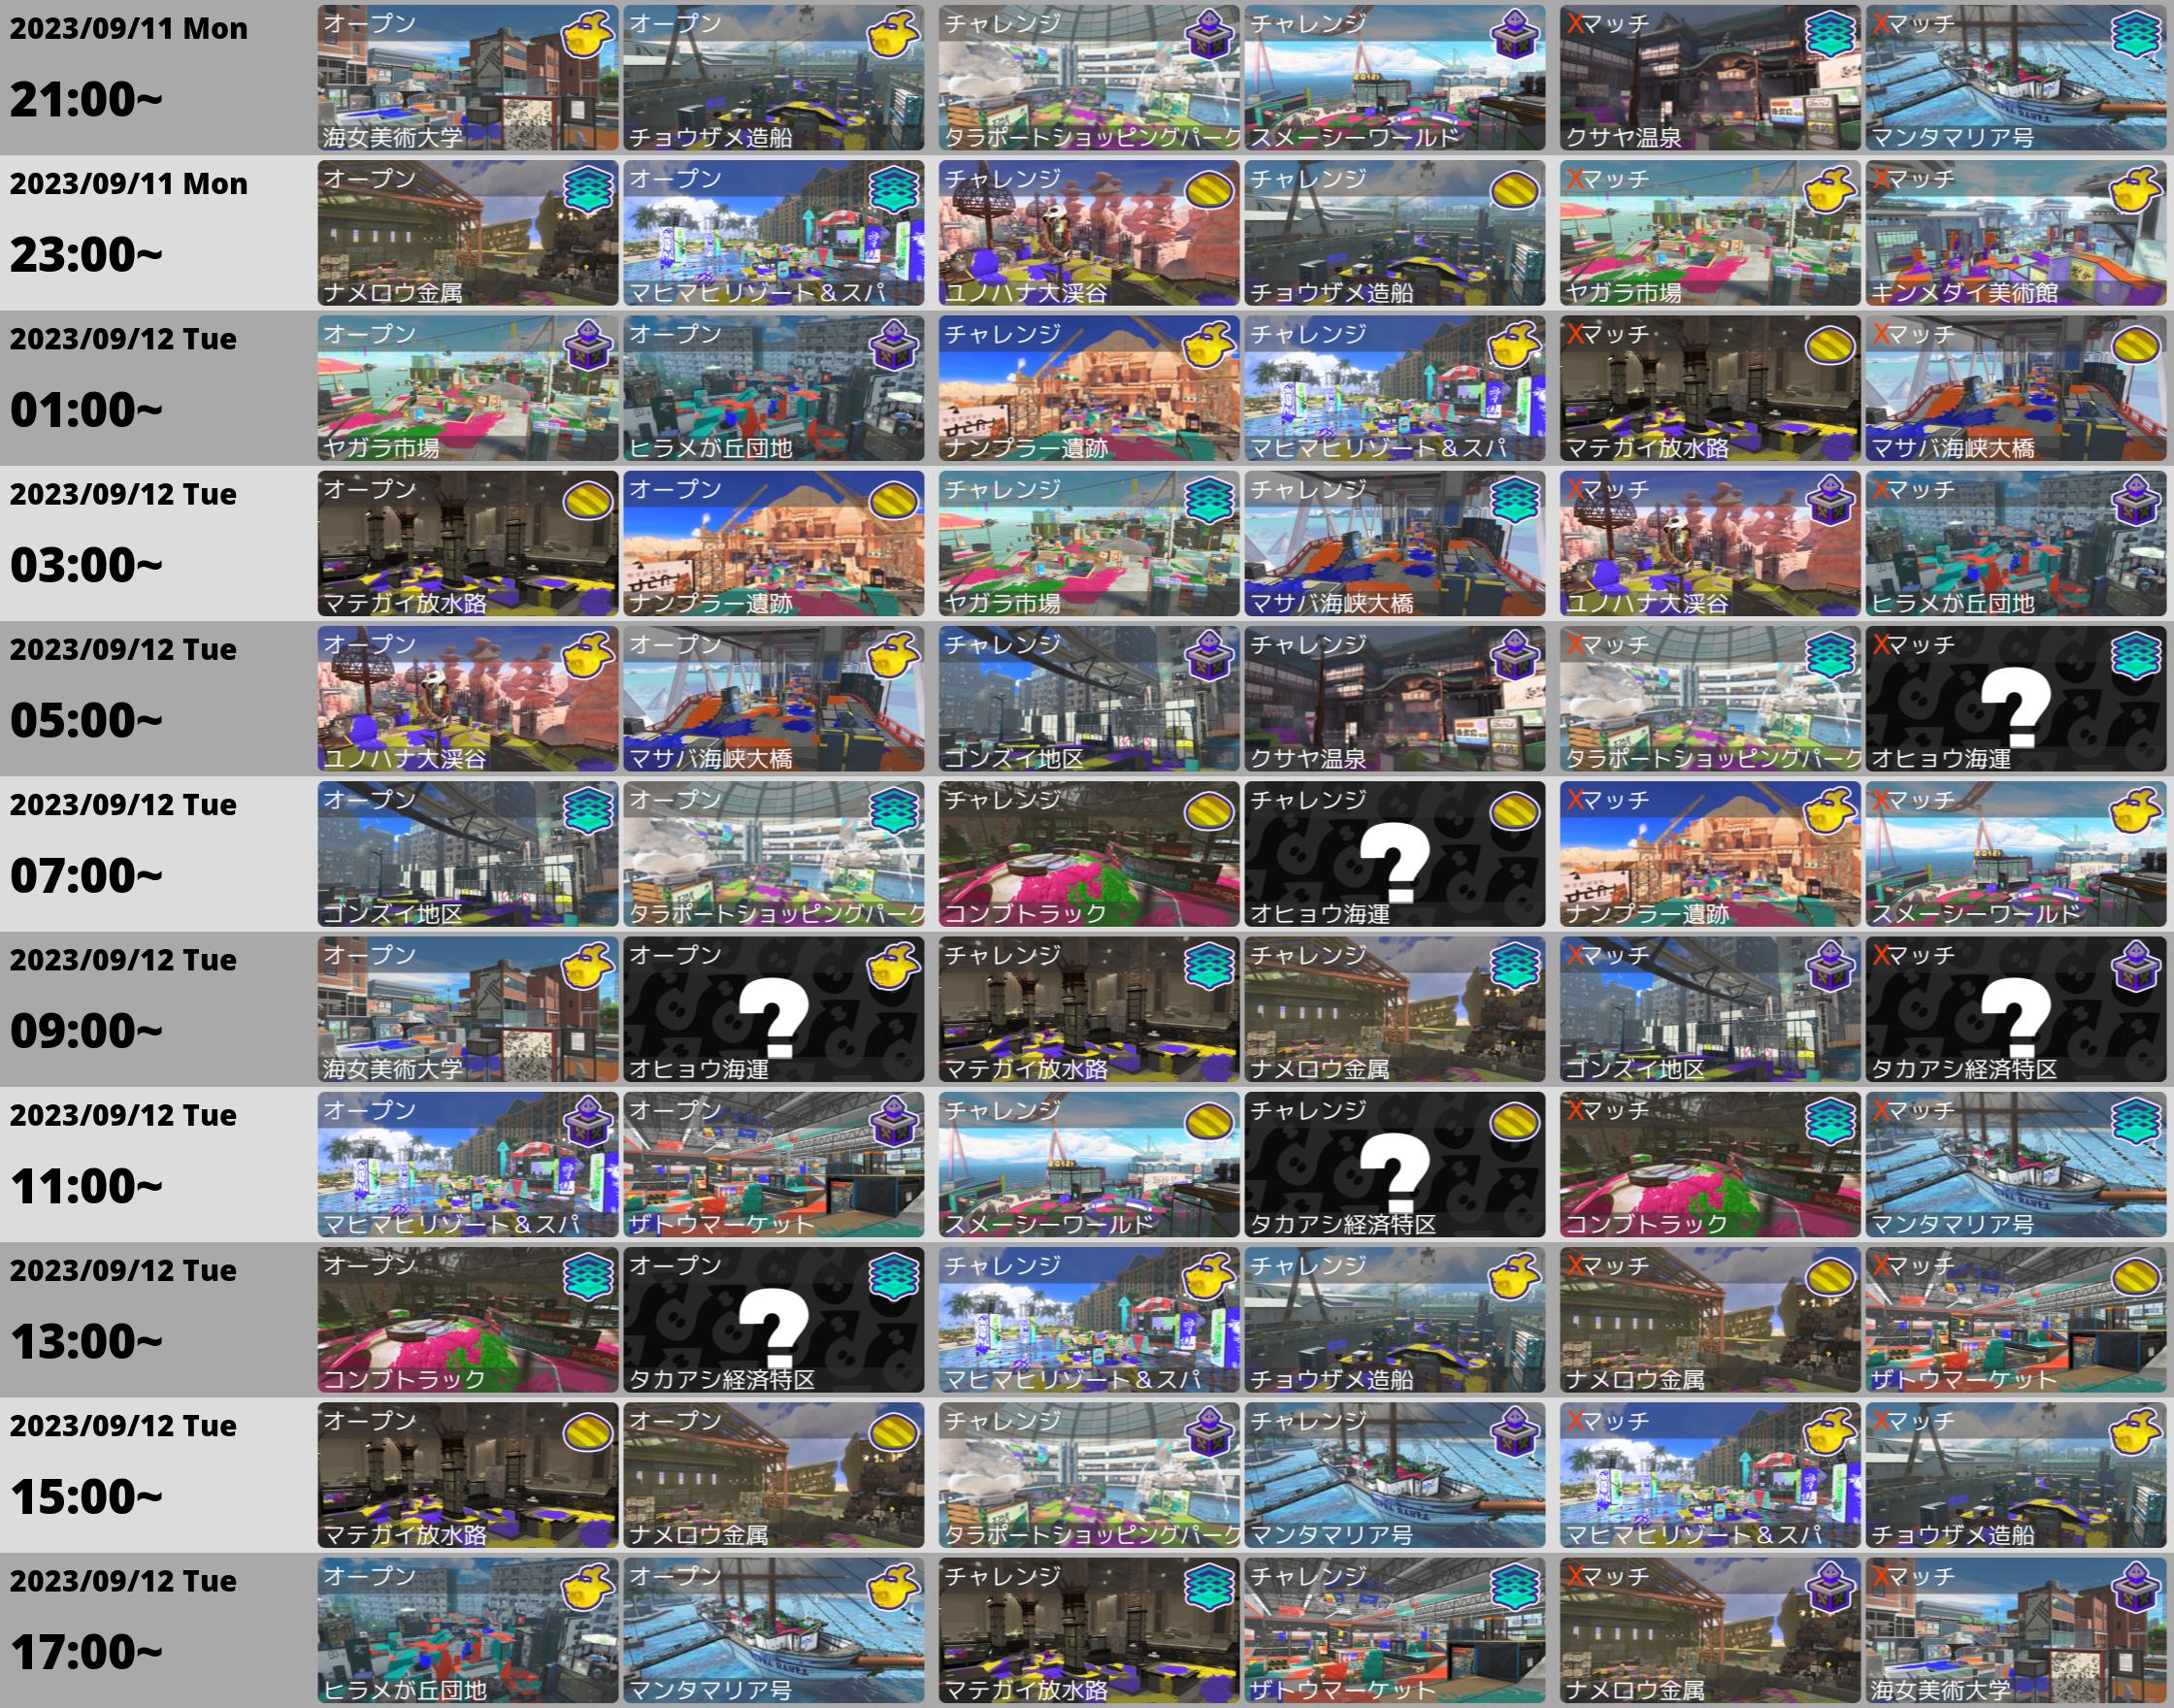 2023/09/11 Mon
21:00~
オープン
海女美術大学
オープン
チョウザメ造船
チャレンジ
タラポートショッピングパーク
チャレンジ
スメーシーワールド
Xマッチ
クサヤ温泉
Xマッチ
マンタマリア号
2023/09/11 Mon
23:00~
オープン
ナメロウ金属
オープン
マヒマヒリゾート＆スパ
チャレンジ
ユノハナ大渓谷
チャレンジ
チョウザメ造船
Xマッチ
ヤガラ市場
Xマッチ
キンメダイ美術館
2023/09/12 Tue
01:00~
オープン
ヤガラ市場
オープン
ヒラメが丘団地
チャレンジ
ナンプラー遺跡
チャレンジ
マヒマヒリゾート＆スパ
Xマッチ
マテガイ放水路
Xマッチ
マサバ海峡大橋
2023/09/12 Tue
03:00~
オープン
マテガイ放水路
オープン
ナンプラー遺跡
チャレンジ
ヤガラ市場
チャレンジ
マサバ海峡大橋
Xマッチ
ユノハナ大渓谷
Xマッチ
ヒラメが丘団地
2023/09/12 Tue
05:00~
オープン
ユノハナ大渓谷
オープン
マサバ海峡大橋
チャレンジ
ゴンズイ地区
チャレンジ
クサヤ温泉
Xマッチ
タラポートショッピングパーク
Xマッチ
?
オヒョウ海運
2023/09/12 Tue
07:00~
オープン
ゴンズイ地区
オープン
タラポートショッピングパーク
チャレンジ
コンブトラック
チャレンジ
?
オヒョウ海運
Xマッチ
ナンプラー遺跡
Xマッチ
スメーシーワールド
2023/09/12 Tue
09:00~
オープン
海女美術大学
オープン
?
オヒョウ海運
チャレンジ
マテガイ放水路
チャレンジ
ナメロウ金属
Xマッチ
ゴンズイ地区
Xマッチ
?
タカアシ経済特区
2023/09/12 Tue
11:00~
オープン
マヒマヒリゾート＆スパ
オープン
ザトウマーケット
チャレンジ
スメーシーワールド
チャレンジ
?
タカアシ経済特区
Xマッチ
コンブトラック
Xマッチ
マンタマリア号
2023/09/12 Tue
13:00~
オープン
コンブトラック
オープン
?
タカアシ経済特区
チャレンジ
マヒマヒリゾート＆スパ
チャレンジ
チョウザメ造船
Xマッチ
ナメロウ金属
Xマッチ
ザトウマーケット
2023/09/12 Tue
15:00~
オープン
マテガイ放水路
オープン
ナメロウ金属
チャレンジ
タラポートショッピングパーク
チャレンジ
マンタマリア号
Xマッチ
マヒマヒリゾート＆スパ
Xマッチ
チョウザメ造船
2023/09/12 Tue
17:00~
オープン
ヒラメが丘団地
オープン
マンタマリア号
チャレンジ
マテガイ放水路
チャレンジ
ザトウマーケット
Xマッチ
ナメロウ金属
Xマッチ
海女美術大学